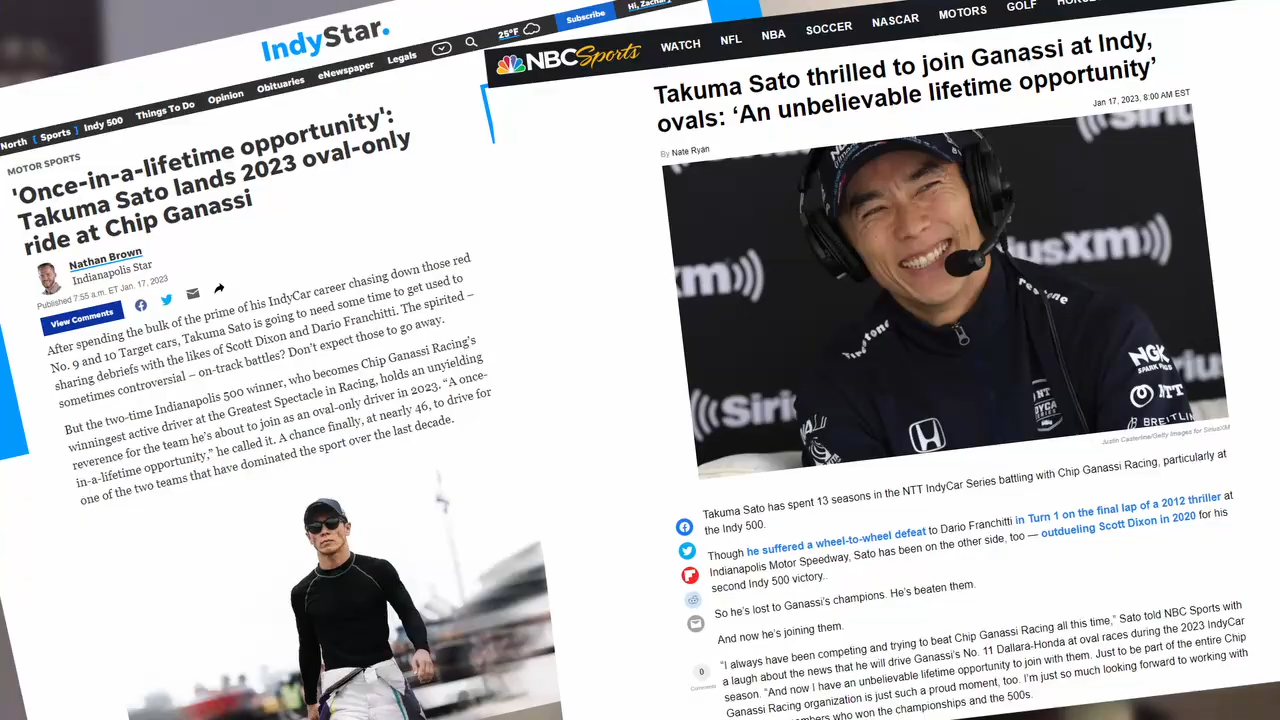 IndyStar.
25°F
Subscribe
Hi, Zachary
North [ Sports ] Indy 500 Things To Do Opinion Obituaries eNewspaper Legals
MOTOR SPORTS
'Once-in-a-lifetime opportunity':
Takuma Sato lands 2023 oval-only
ride at Chip Ganassi
Nathan Brown
Indianapolis Star
Published 7:55 a.m. ET Jan. 17, 2023
View Comments
After spending the bulk of the prime of his IndyCar career chasing down those red
No. 9 and 10 Target cars, Takuma Sato is going to need some time to get used to
sharing debriefs with the likes of Scott Dixon and Dario Franchitti. The spirited –
sometimes controversial – on-track battles? Don't expect those to go away.
But the two-time Indianapolis 500 winner, who becomes Chip Ganassi Racing's
winningest active driver at the Greatest Spectacle in Racing, holds an unyielding
reverence for the team he's about to join as an oval-only driver in 2023. “A once-
in-a-lifetime opportunity,” he called it. A chance finally, at nearly 46, to drive for
one of the two teams that have dominated the sport over the last decade.
NBC Sports
WATCH NFL NBA SOCCER NASCAR MOTORS GOLF
Takuma Sato thrilled to join Ganassi at Indy,
ovals: ‘An unbelievable lifetime opportunity’
Jan 17, 2023, 8:00 AM EST
By Nate Ryan
SiriusXM
Firestone
Firestone
NGK
SPARK PLUGS
NTT
BREITLING
NTT
INDYCAR
SERIES
Justin Casterline/Getty Images for SiriusXM
Takuma Sato has spent 13 seasons in the NTT IndyCar Series battling with Chip Ganassi Racing, particularly at
the Indy 500.
Though he suffered a wheel-to-wheel defeat to Dario Franchitti in Turn 1 on the final lap of a 2012 thriller at
Indianapolis Motor Speedway, Sato has been on the other side, too — outdueling Scott Dixon in 2020 for his
second Indy 500 victory..
So he's lost to Ganassi's champions. He's beaten them.
And now he's joining them.
“I always have been competing and trying to beat Chip Ganassi Racing all this time,” Sato told NBC Sports with
a laugh about the news that he will drive Ganassi's No. 11 Dallara-Honda at oval races during the 2023 IndyCar
season. “And now I have an unbelievable lifetime opportunity to join with them. Just to be part of the entire Chip
Ganassi Racing organization is just such a proud moment, too. I'm just so much looking forward to working with
who won the championships and the 500s.
0
Comments